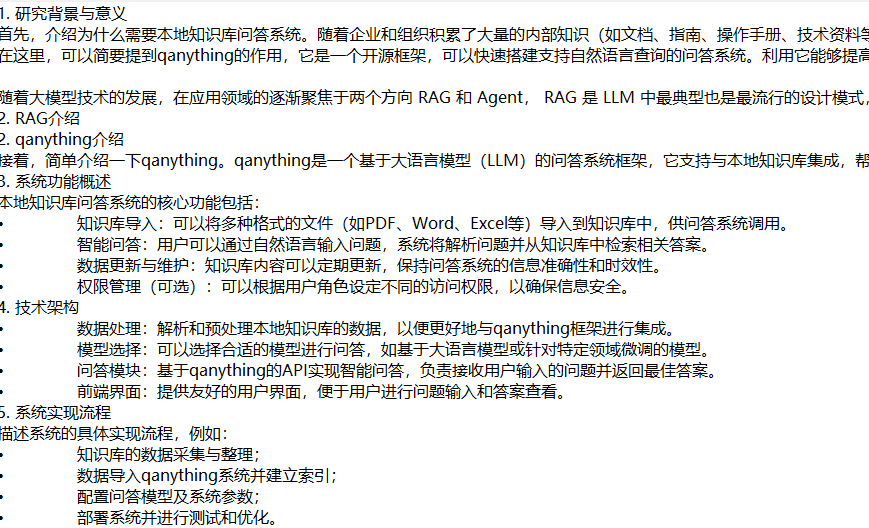 1. 研究背景与意义
首先，介绍为什么需要本地知识库问答系统。随着企业和组织积累了大量的内部知识（如文档、指南、操作手册、技术资料等
在这里，可以简要提到qanything的作用，它是一个开源框架，可以快速搭建支持自然语言查询的问答系统。利用它能够提高
随着大模型技术的发展，在应用领域的逐渐聚焦于两个方向 RAG 和 Agent， RAG 是 LLM 中最典型也是最流行的设计模式，
2. RAG介绍
2. qanything介绍
接着，简单介绍一下qanything。qanything是一个基于大语言模型（LLM）的问答系统框架，它支持与本地知识库集成，帮
3. 系统功能概述
本地知识库问答系统的核心功能包括：
• 知识库导入：可以将多种格式的文件（如PDF、Word、Excel等）导入到知识库中，供问答系统调用。
• 智能问答：用户可以通过自然语言输入问题，系统将解析问题并从知识库中检索相关答案。
• 数据更新与维护：知识库内容可以定期更新，保持问答系统的信息准确性和时效性。
• 权限管理（可选）：可以根据用户角色设定不同的访问权限，以确保信息安全。
4. 技术架构
• 数据处理：解析和预处理本地知识库的数据，以便更好地与qanything框架进行集成。
• 模型选择：可以选择合适的模型进行问答，如基于大语言模型或针对特定领域微调的模型。
• 问答模块：基于qanything的API实现智能问答，负责接收用户输入的问题并返回最佳答案。
• 前端界面：提供友好的用户界面，便于用户进行问题输入和答案查看。
5. 系统实现流程
描述系统的具体实现流程，例如：
• 知识库的数据采集与整理；
• 数据导入qanything系统并建立索引；
• 配置问答模型及系统参数；
• 部署系统并进行测试和优化。